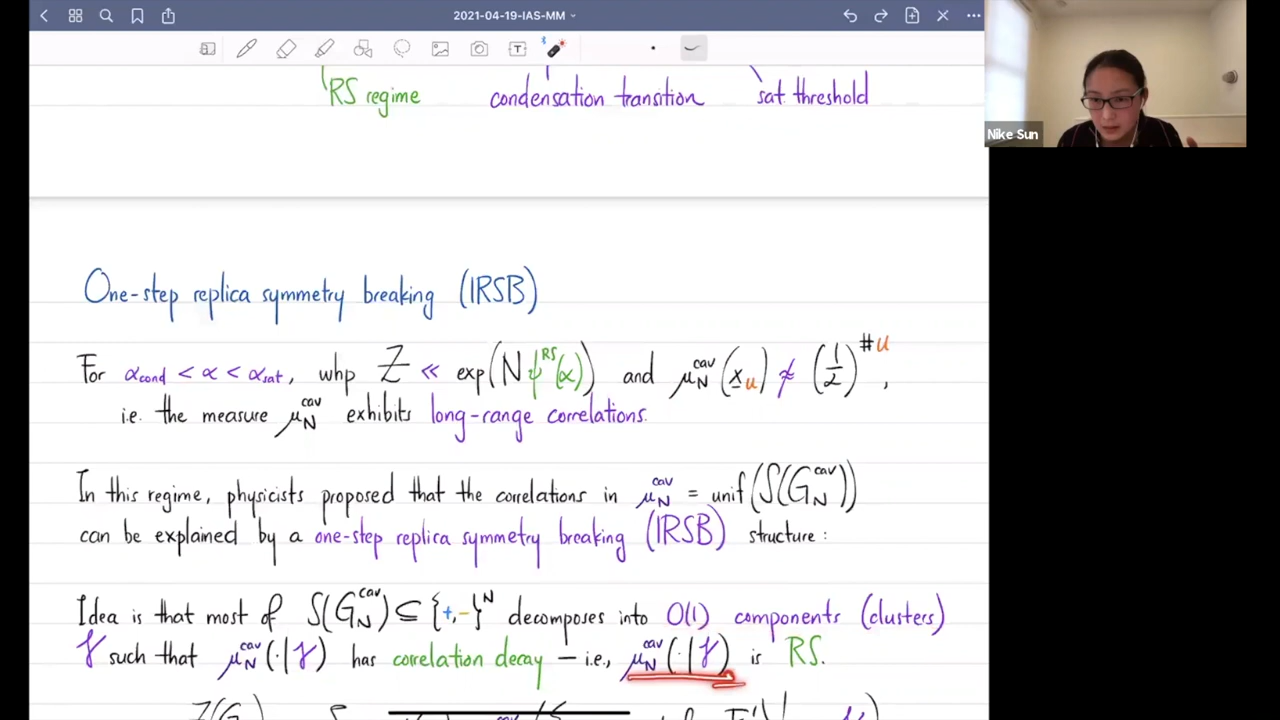 2021-04-19-IAS-MM
T
RS regime condensation transition sat. threshold
Nike Sun
One-step replica symmetry breaking (1RSB)
For α_cond < α < α_sat, whp Z ≪ exp(N ψ^RS(α)) and μ_N^cav(x_u) ≉ (1/2)^#u,
i.e. the measure μ_N^cav exhibits long-range correlations.
In this regime, physicists proposed that the correlations in μ_N^cav = unif(S(G_N^cav))
can be explained by a one-step replica symmetry breaking (1RSB) structure:
Idea is that most of S(G_N^cav) ⊆ {+,-}^N decomposes into O(1) components (clusters)
γ such that μ_N^cav(·|γ) has correlation decay — i.e., μ_N^cav(·|γ) is RS.